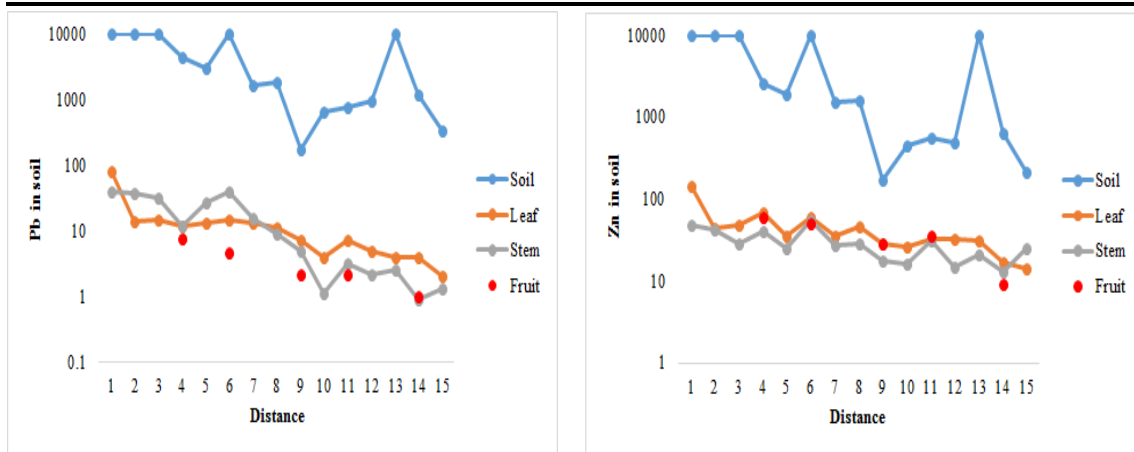 10000
1000
100
10
1
0.1
Pb in soil
1 2 3 4 5 6 7 8 9 10 11 12 13 14 15
Distance
Soil
Leaf
Stem
Fruit
10000
1000
100
10
1
Zn in soil
1 2 3 4 5 6 7 8 9 10 11 12 13 14 15
Distance
Soil
Leaf
Stem
Fruit